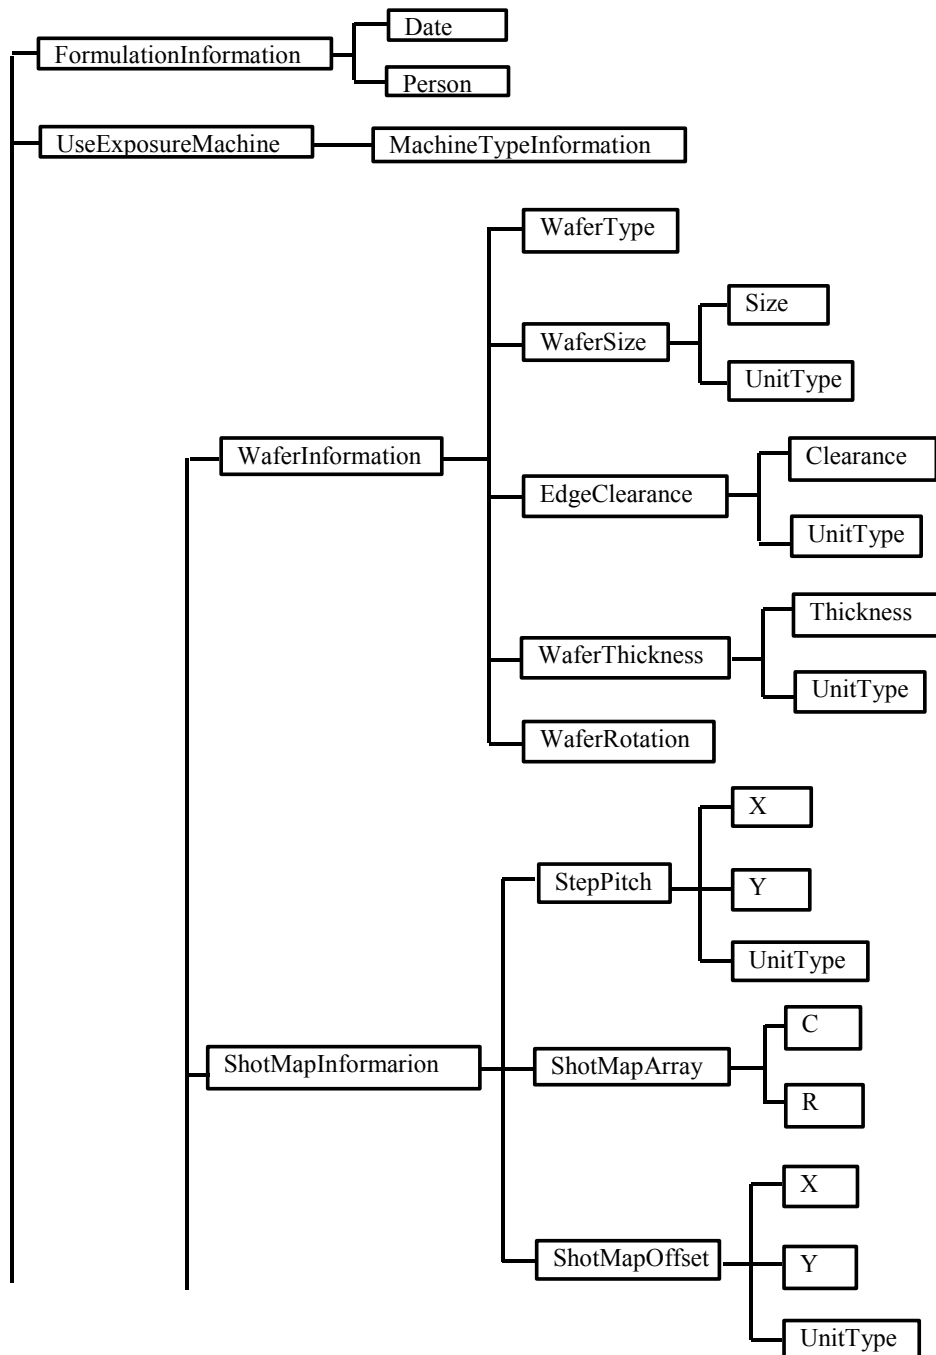 Date
FormulationInformation
Person
UseExposureMachine
MachineTypeInformation
WaferType
Size
WaferSize
UnitType
WaferInformation
Clearance
EdgeClearance
UnitType
Thickness
WaferThickness
UnitType
WaferRotation
X
StepPitch
Y
UnitType
C
ShotMapInformarion
ShotMapArray
R
X
ShotMapOffset
Y
UnitType